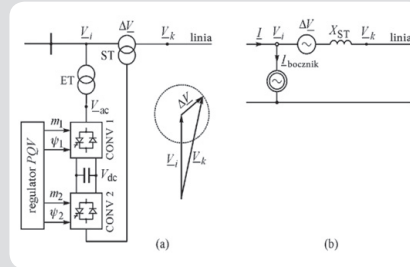 V_i
ΔV
V_k
linia
ST
ET
V_ac
m_1
ψ_1
CONV 1
regulator PQV
V_dc
m_2
ψ_2
CONV 2
ΔV
V_i
V_k
(a)
I
V_i
ΔV
X_ST
V_k
linia
I_bocznik
(b)